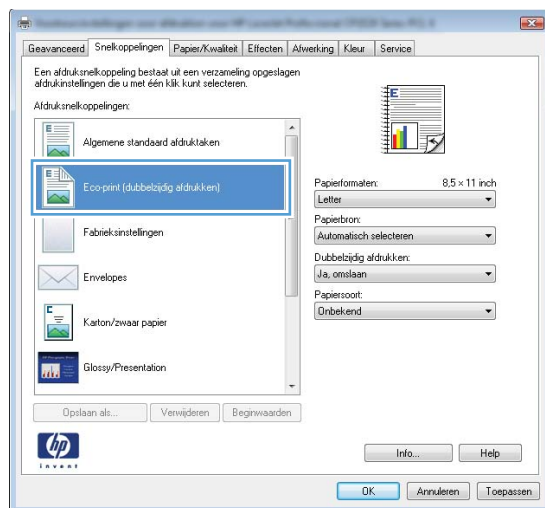 Geavanceerd Snelkoppelingen Papier/Kwaliteit Effecten Afwerking Kleur Service
Een afdruksnelkoppeling bestaat uit een verzameling opgeslagen
afdrukinstellingen die u met één klik kunt selecteren.
Afdruksnelkoppelingen:
Algemene standaard afdruktaken
Eco-print (dubbelzijdig afdrukken)
Fabrieksinstellingen
Envelopes
Karton/zwaar papier
Glossy/Presentation
Opslaan als... Verwijderen Beginwaarden
Papierformaten: 8,5 × 11 inch
Letter
Papierbron:
Automatisch selecteren
Dubbelzijdig afdrukken:
Ja, omslaan
Papiersoort:
Onbekend
hp
invent
Info... Help
OK Annuleren Toepassen